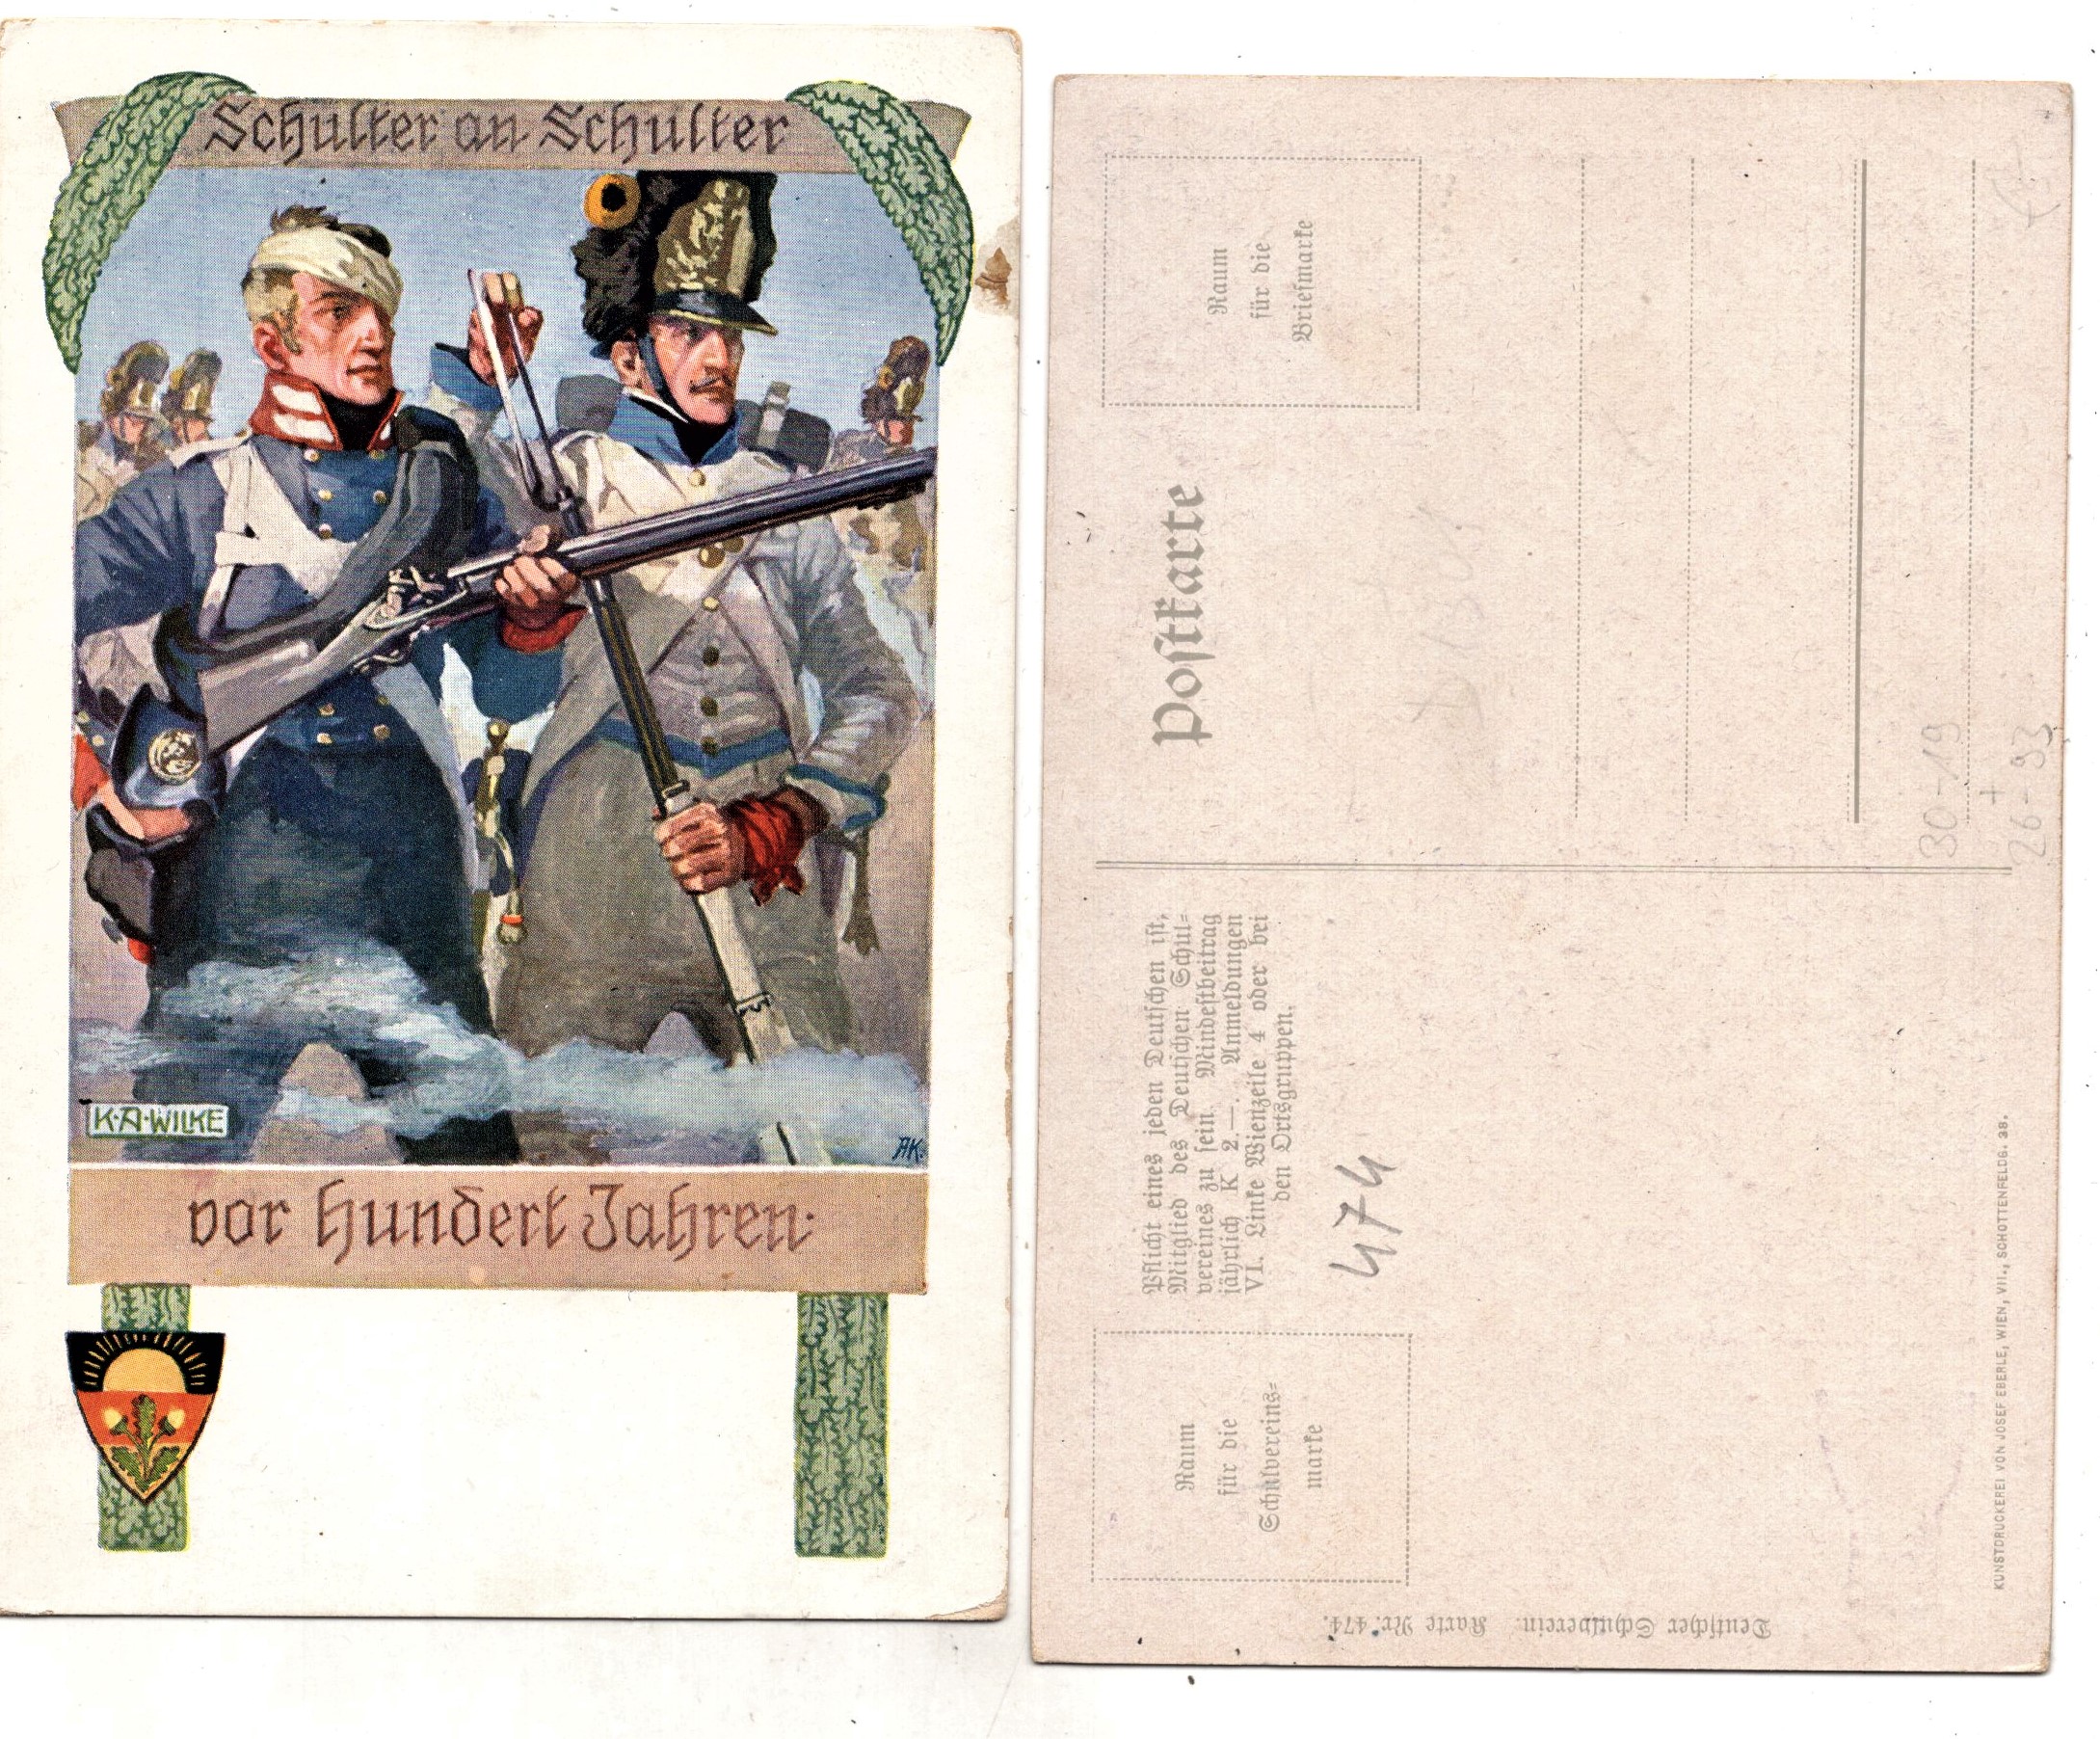 Schulter an Schulter
K·A·WILKE
AK.
vor hundert Jahren·
Raum
für die
Briefmarke
Postkarte
30-19
+
26-93
Pflicht eines jeden Deutschen ist,
Mitglied des Deutschen Schul-
vereines zu sein. Mindestbeitrag
jährlich K 2.—. Anmeldungen
VI. Linke Wienzeile 4 oder bei
den Ortsgruppen.
474
Raum
für die
Schulvereins-
marke
Deutscher Schulverein. Karte Nr. 474.
KUNSTDRUCKEREI VON JOSEF EBERLE, WIEN, VII., SCHOTTENFELDG. 38.